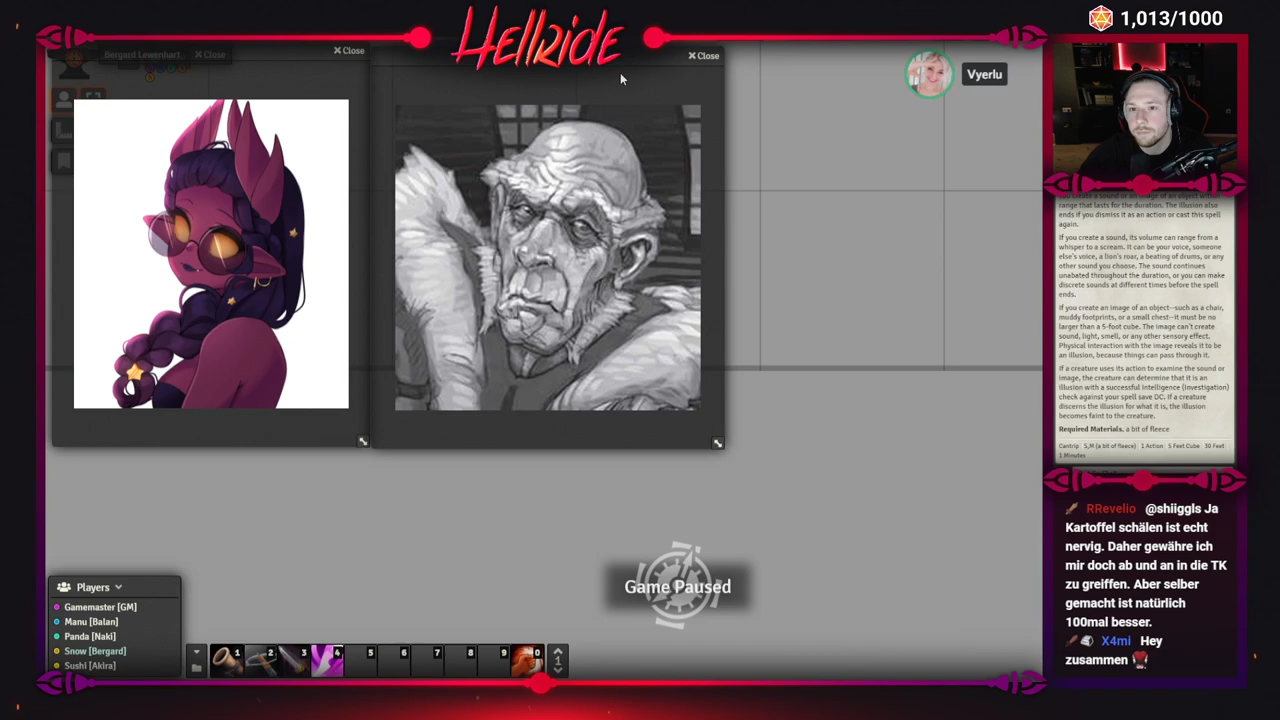 HELLRIDE
1,013/1000
Bergard Lewenhart
Close
Close
Close
Vyerlu
range that lasts for the duration. The illusion also
ends if you dismiss it as an action or cast this spell
again.
If you create a sound, its volume can range from a
whisper to a scream. It can be your voice, someone
else's voice, a lion's roar, a beating of drums, or any
other sound you choose. The sound continues
unabated throughout the duration, or you can make
discrete sounds at different times before the spell
ends.
If you create an image of an object--such as a chair,
muddy footprints, or a small chest--it must be no
larger than a 5-foot cube. The image can't create
sound, light, smell, or any other sensory effect.
Physical interaction with the image reveals it to be
an illusion, because things can pass through it.
If a creature uses its action to examine the sound or
image, the creature can determine that it is an
illusion with a successful Intelligence (Investigation)
check against your spell save DC. If a creature
discerns the illusion for what it is, the illusion
becomes faint to the creature.
Required Materials. a bit of fleece
Cantrip S,M (a bit of fleece) 1 Action 5 Feet Cube 30 Feet
1 Minutes
RRevelio @shiiggls Ja
Kartoffel schälen ist echt
nervig. Daher gewähre ich
mir doch ab und an in die TK
zu greiffen. Aber selber
gemacht ist natürlich
100mal besser.
X4mi Hey
zusammen
Game Paused
Players
Gamemaster [GM]
Manu [Balan]
Panda [Naki]
Snow [Bergard]
Sushi [Akira]
1 2 3 4 5 6 7 8 9 0
1